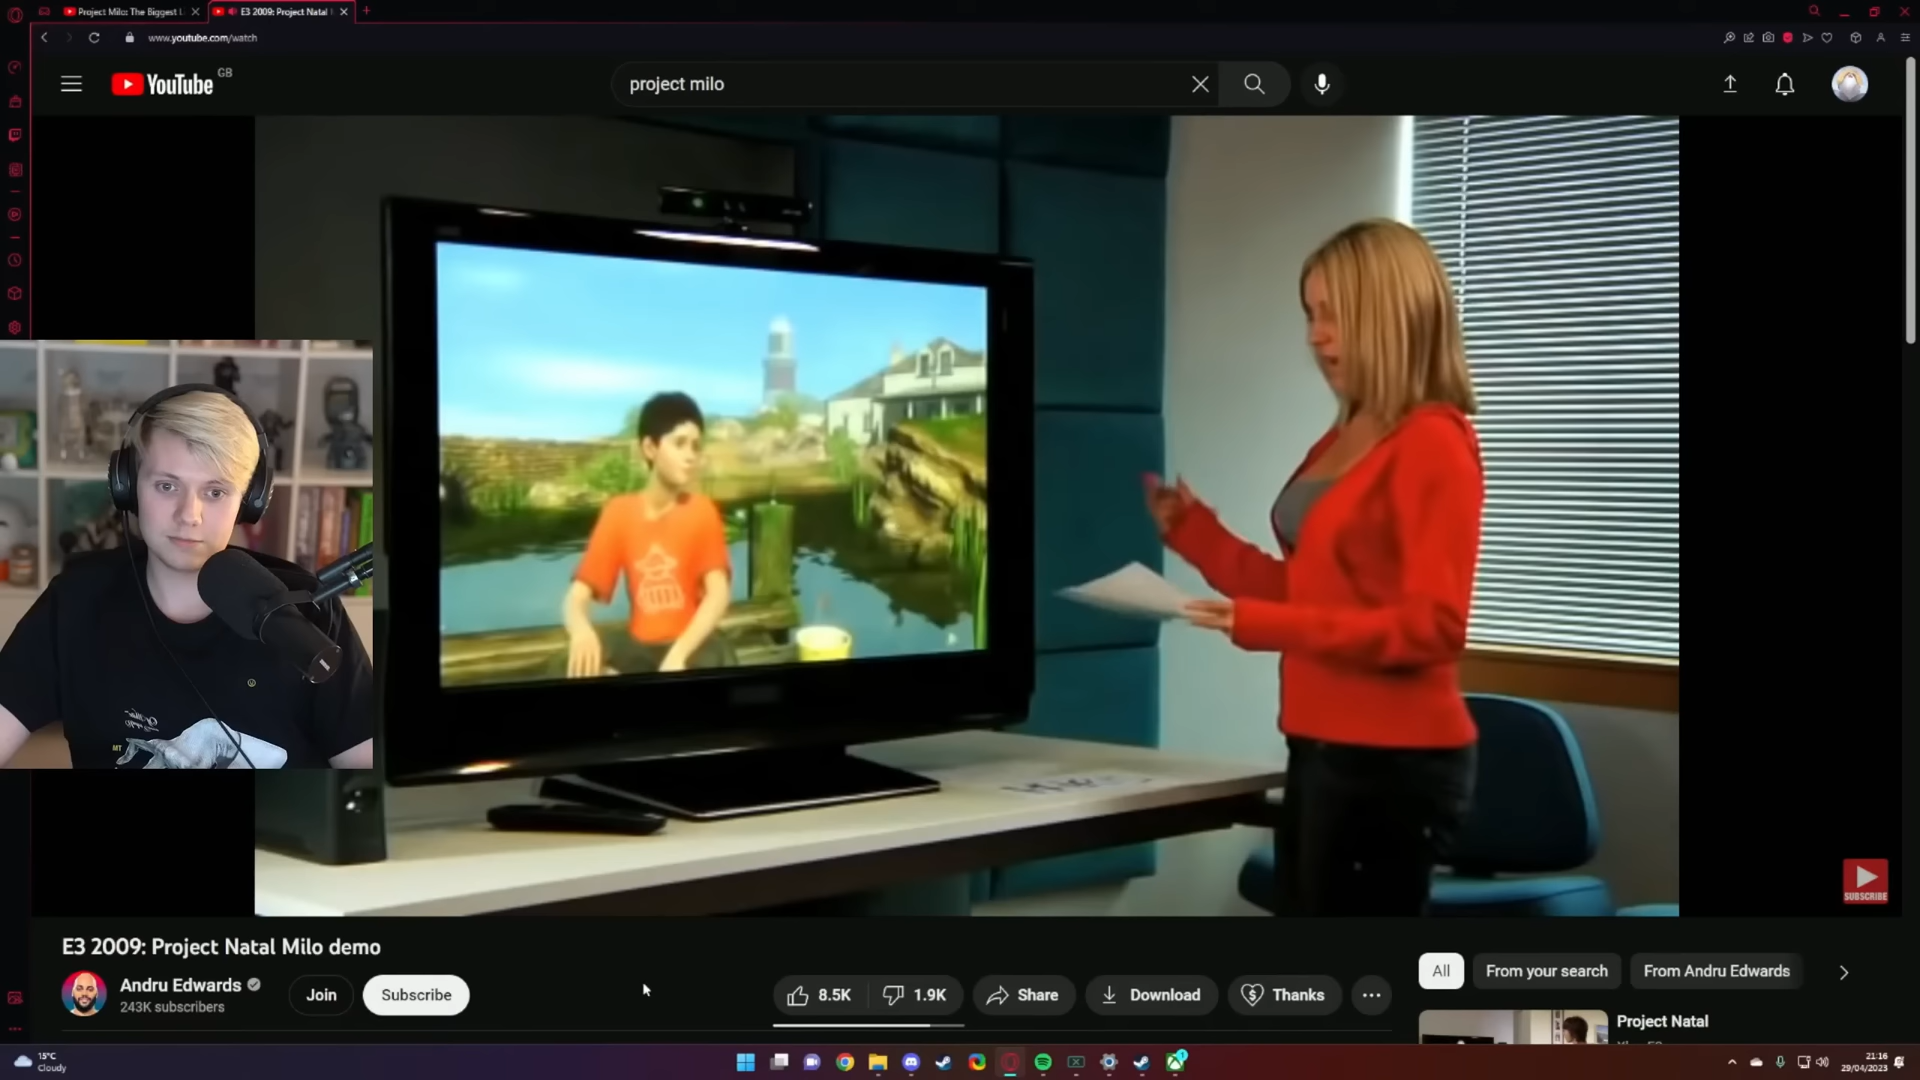 Project Milo: The Biggest L
E3 2009: Project Natal
www.youtube.com/watch
YouTube GB
project milo
MT
SUBSCRIBE
E3 2009: Project Natal Milo demo
Andru Edwards
243K subscribers
Join
Subscribe
8.5K
1.9K
Share
Download
Thanks
All
From your search
From Andru Edwards
Project Natal
15°C
Cloudy
21:16
29/04/2023